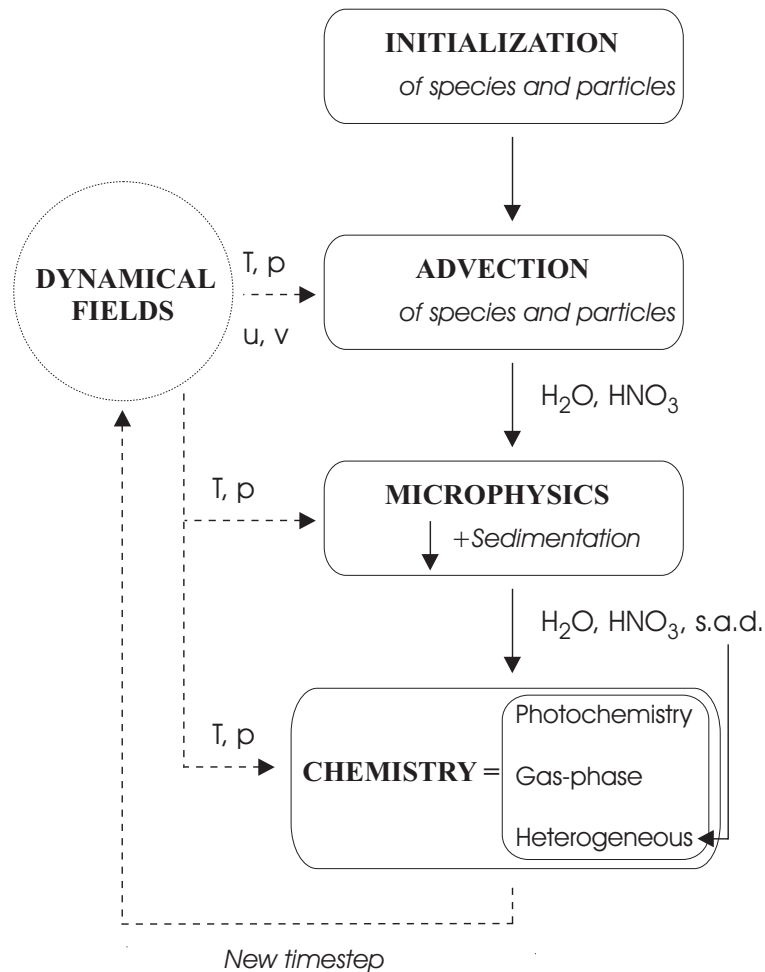 INITIALIZATION
of species and particles
DYNAMICAL
FIELDS
T, p
u, v
ADVECTION
of species and particles
H₂O, HNO₃
T, p
MICROPHYSICS
+Sedimentation
H₂O, HNO₃, s.a.d.
T, p
CHEMISTRY =
Photochemistry
Gas-phase
Heterogeneous
New timestep